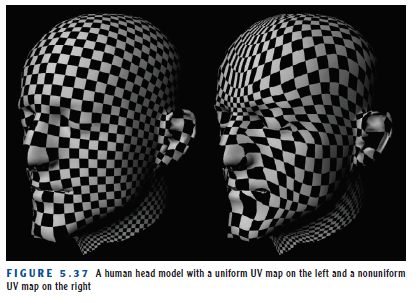 FIGURE 5.37 A human head model with a uniform UV map on the left and a nonuniform
UV map on the right